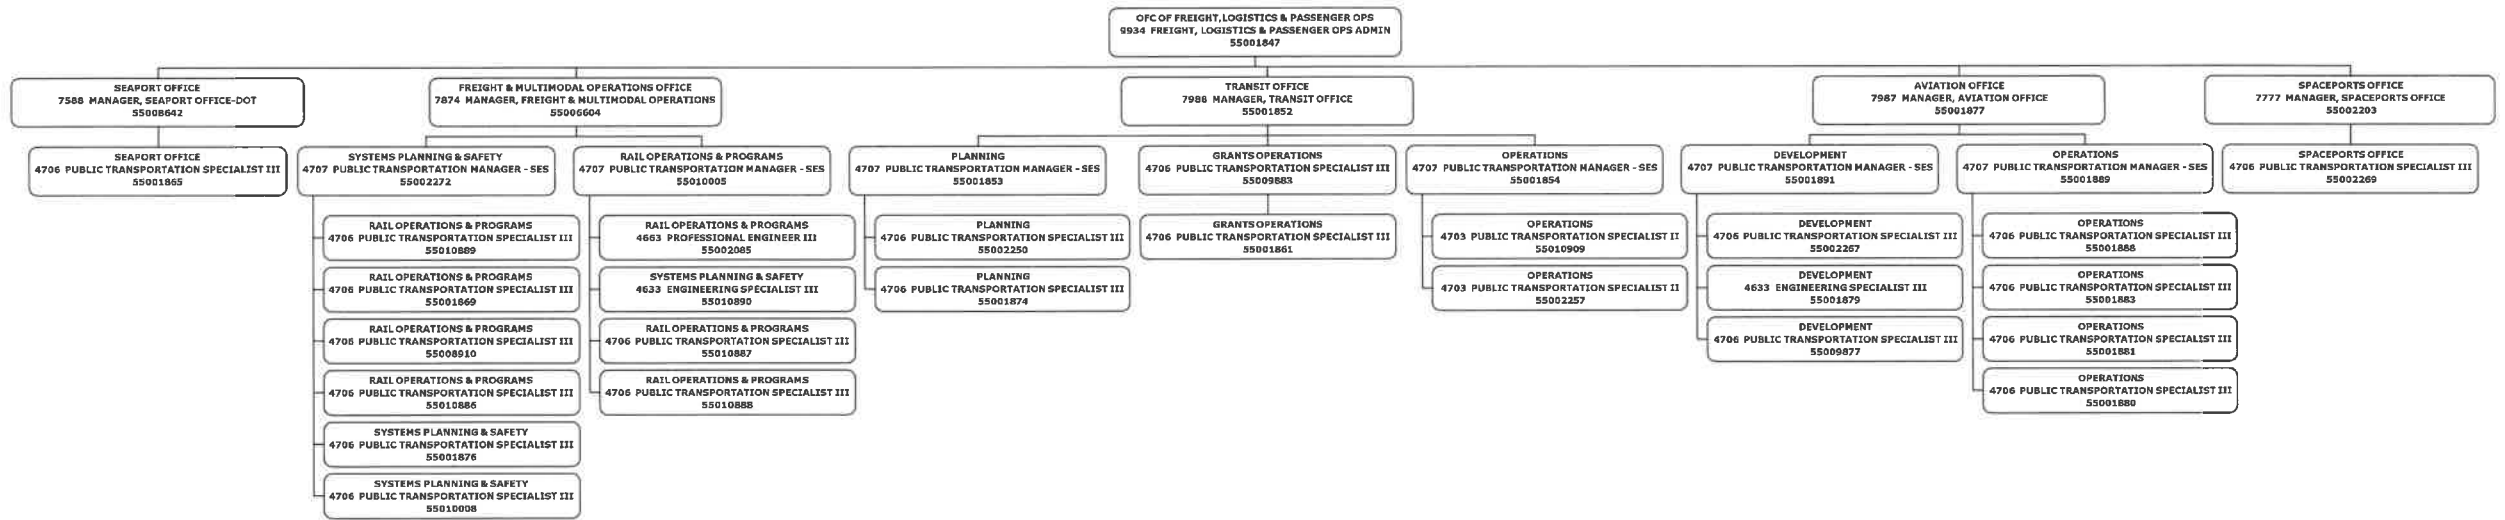 OFC OF FREIGHT, LOGISTICS & PASSENGER OPS
9934 FREIGHT, LOGISTICS & PASSENGER OPS ADMIN
55001847
SEAPORT OFFICE
7588 MANAGER, SEAPORT OFFICE-DOT
55008642
FREIGHT & MULTIMODAL OPERATIONS OFFICE
7874 MANAGER, FREIGHT & MULTIMODAL OPERATIONS
55006604
TRANSIT OFFICE
7986 MANAGER, TRANSIT OFFICE
55001852
AVIATION OFFICE
7987 MANAGER, AVIATION OFFICE
55001877
SPACEPORTS OFFICE
7777 MANAGER, SPACEPORTS OFFICE
55002203
SEAPORT OFFICE
4706 PUBLIC TRANSPORTATION SPECIALIST III
55001865
SYSTEMS PLANNING & SAFETY
4707 PUBLIC TRANSPORTATION MANAGER - SES
55002272
RAIL OPERATIONS & PROGRAMS
4707 PUBLIC TRANSPORTATION MANAGER - SES
55010005
PLANNING
4707 PUBLIC TRANSPORTATION MANAGER - SES
55001853
GRANTS OPERATIONS
4706 PUBLIC TRANSPORTATION SPECIALIST III
55009883
OPERATIONS
4707 PUBLIC TRANSPORTATION MANAGER - SES
55001854
DEVELOPMENT
4707 PUBLIC TRANSPORTATION MANAGER - SES
55001891
OPERATIONS
4707 PUBLIC TRANSPORTATION MANAGER - SES
55001889
SPACEPORTS OFFICE
4706 PUBLIC TRANSPORTATION SPECIALIST III
55002269
RAIL OPERATIONS & PROGRAMS
4706 PUBLIC TRANSPORTATION SPECIALIST III
55010889
RAIL OPERATIONS & PROGRAMS
4706 PUBLIC TRANSPORTATION SPECIALIST III
55001869
RAIL OPERATIONS & PROGRAMS
4706 PUBLIC TRANSPORTATION SPECIALIST III
55008910
RAIL OPERATIONS & PROGRAMS
4706 PUBLIC TRANSPORTATION SPECIALIST III
55010886
SYSTEMS PLANNING & SAFETY
4706 PUBLIC TRANSPORTATION SPECIALIST III
55001876
SYSTEMS PLANNING & SAFETY
4706 PUBLIC TRANSPORTATION SPECIALIST III
55010008
RAIL OPERATIONS & PROGRAMS
4663 PROFESSIONAL ENGINEER III
55002085
SYSTEMS PLANNING & SAFETY
4633 ENGINEERING SPECIALIST III
55010890
RAIL OPERATIONS & PROGRAMS
4706 PUBLIC TRANSPORTATION SPECIALIST III
55010887
RAIL OPERATIONS & PROGRAMS
4706 PUBLIC TRANSPORTATION SPECIALIST III
55010888
PLANNING
4706 PUBLIC TRANSPORTATION SPECIALIST III
55002250
PLANNING
4706 PUBLIC TRANSPORTATION SPECIALIST III
55001874
GRANTS OPERATIONS
4706 PUBLIC TRANSPORTATION SPECIALIST III
55001861
OPERATIONS
4703 PUBLIC TRANSPORTATION SPECIALIST II
55010909
OPERATIONS
4703 PUBLIC TRANSPORTATION SPECIALIST II
55002257
DEVELOPMENT
4706 PUBLIC TRANSPORTATION SPECIALIST III
55002267
DEVELOPMENT
4633 ENGINEERING SPECIALIST III
55001879
DEVELOPMENT
4706 PUBLIC TRANSPORTATION SPECIALIST III
55009877
OPERATIONS
4706 PUBLIC TRANSPORTATION SPECIALIST III
55001888
OPERATIONS
4706 PUBLIC TRANSPORTATION SPECIALIST III
55001883
OPERATIONS
4706 PUBLIC TRANSPORTATION SPECIALIST III
55001881
OPERATIONS
4706 PUBLIC TRANSPORTATION SPECIALIST III
55001880